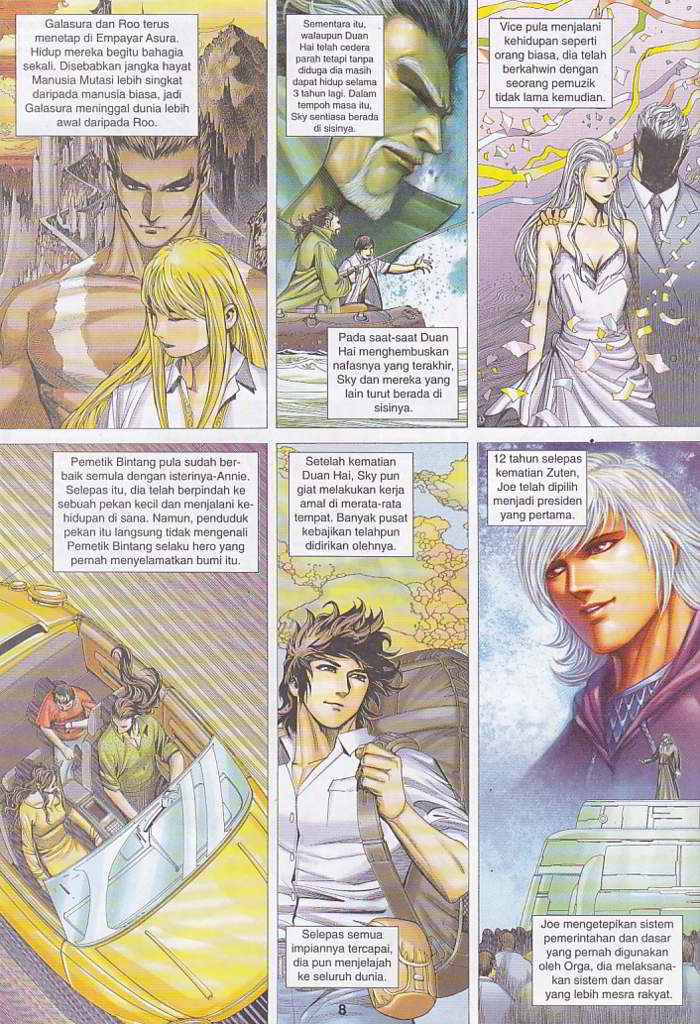 Galasura dan Roo terus
menetap di Empayar Asura.
Hidup mereka begitu bahagia
sekali. Disebabkan jangka hayat
Manusia Mutasi lebih singkat
daripada manusia biasa, jadi
Galasura meninggal dunia lebih
awal daripada Roo.
Sementara itu,
walaupun Duan
Hai telah cedera
parah tetapi tanpa
diduga dia masih
dapat hidup selama
3 tahun lagi. Dalam
tempoh masa itu,
Sky sentiasa berada
di sisinya.
Pada saat-saat Duan
Hai menghembuskan
nafasnya yang terakhir,
Sky dan mereka yang
lain turut berada di
sisinya.
Vice pula menjalani
kehidupan seperti
orang biasa, dia telah
berkahwin dengan
seorang pemuzik
tidak lama kemudian.
Pemetik Bintang pula sudah ber-
baik semula dengan isterinya-Annie.
Selepas itu, dia telah berpindah ke
sebuah pekan kecil dan menjalani ke-
hidupan di sana. Namun, penduduk
pekan itu langsung tidak mengenali
Pemetik Bintang selaku hero yang
pernah menyelamatkan bumi itu.
Setelah kematian
Duan Hai, Sky pun
giat melakukan kerja
amal di merata-rata
tempat. Banyak pusat
kebajikan telahpun
didirikan olehnya.
Selepas semua
impiannya tercapai,
dia pun menjelajah
ke seluruh dunia.
12 tahun selepas
kematian Zuten,
Joe telah dipilih
menjadi presiden
yang pertama.
Joe mengetepikan sistem
pemerintahan dan dasar
yang pernah digunakan
oleh Orga, dia melaksana-
kan sistem dan dasar
yang lebih mesra rakyat.
8